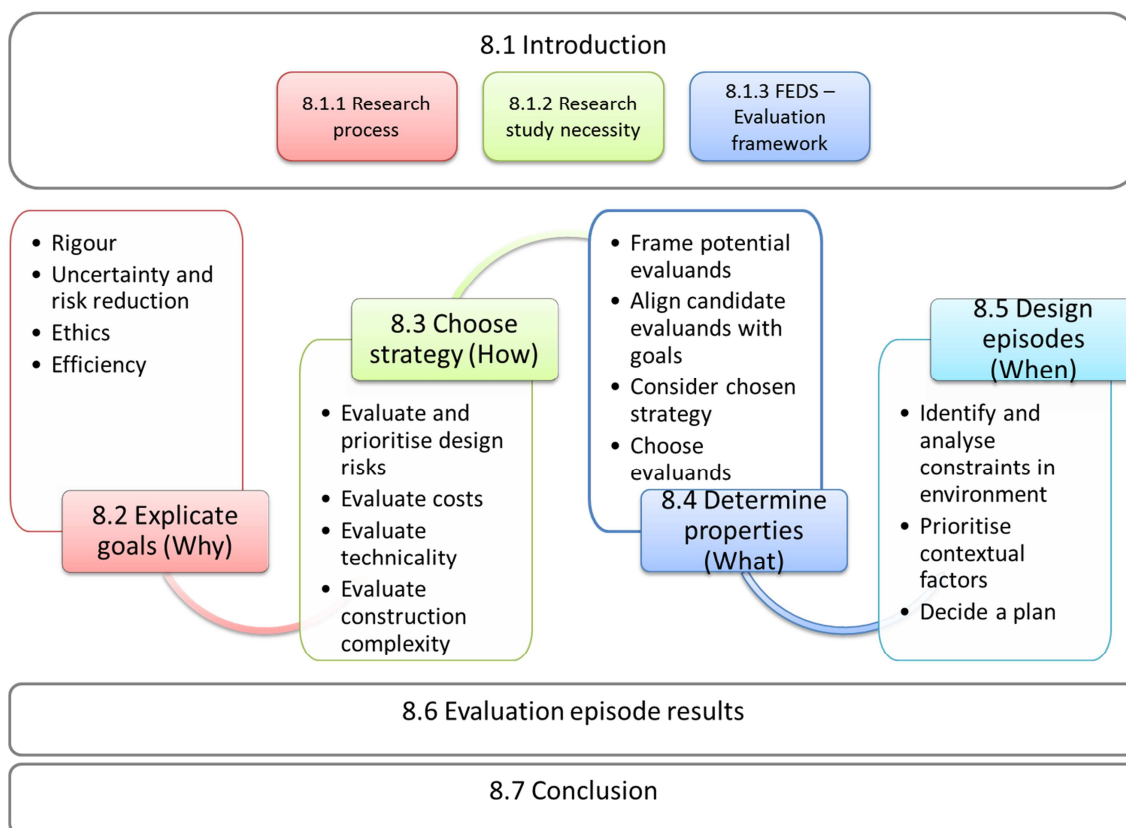 8.1 Introduction
8.1.1 Research
process
8.1.2 Research
study necessity
8.1.3 FEDS –
Evaluation
framework
• Rigour
• Uncertainty and
risk reduction
• Ethics
• Efficiency
8.2 Explicate
goals (Why)
8.3 Choose
strategy (How)
• Evaluate and
prioritise design
risks
• Evaluate costs
• Evaluate
technicality
• Evaluate
construction
complexity
• Frame potential
evaluands
• Align candidate
evaluands with
goals
• Consider chosen
strategy
• Choose
evaluands
8.4 Determine
properties
(What)
8.5 Design
episodes
(When)
• Identify and
analyse
constraints in
environment
• Prioritise
contextual
factors
• Decide a plan
8.6 Evaluation episode results
8.7 Conclusion